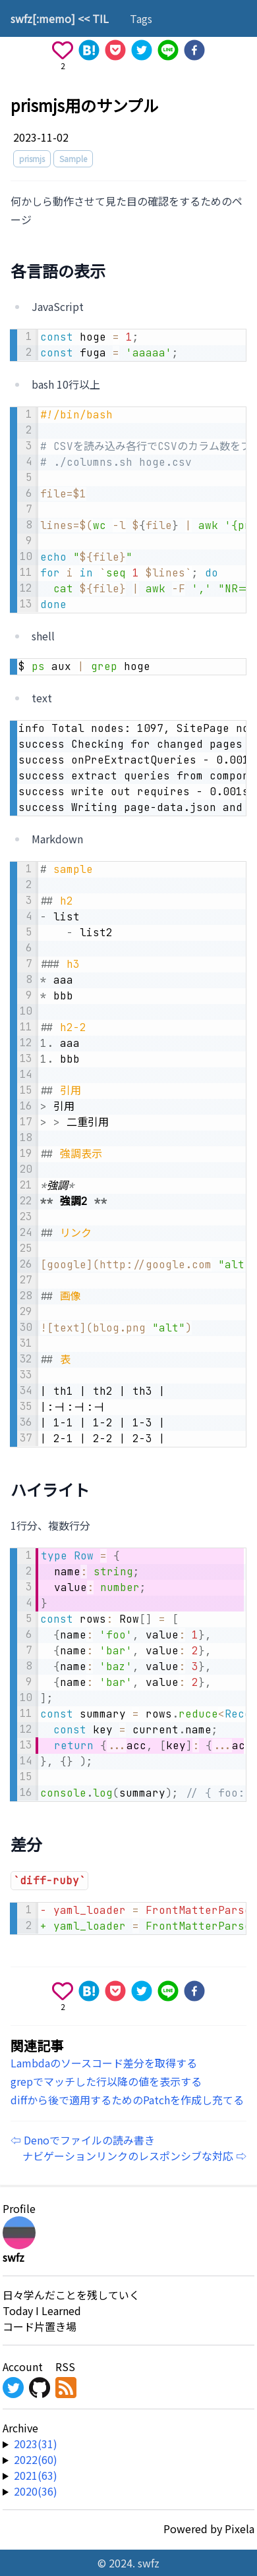 swfz[:memo] << TIL Tags
2
prismjs用のサンプル
2023-11-02
prismjs Sample
何かしら動作させて見た目の確認をするためのペ
ージ
各言語の表示
JavaScript
1 const hoge = 1;
2 const fuga = 'aaaaa';
bash 10行以上
1 #!/bin/bash
2
3 # CSVを読み込み各行でCSVのカラム数をフ
4 # ./columns.sh hoge.csv
5
6 file=$1
7
8 lines=$(wc -l ${file} | awk '{pr
9
10 echo "${file}"
11 for i in `seq 1 $lines`; do
12 cat ${file} | awk -F ',' "NR==
13 done
shell
$ ps aux | grep hoge
text
info Total nodes: 1097, SitePage no
success Checking for changed pages
success onPreExtractQueries - 0.001
success extract queries from compon
success write out requires - 0.001s
success Writing page-data.json and
Markdown
1 # sample
2
3 ## h2
4 - list
5 - list2
6
7 ### h3
8 * aaa
9 * bbb
10
11 ## h2-2
12 1. aaa
13 1. bbb
14
15 ## 引用
16 > 引用
17 > > 二重引用
18
19 ## 強調表示
20
21 *強調*
22 ** 強調2 **
23
24 ## リンク
25
26 [google](http://google.com "alt"
27
28 ## 画像
29
30 ![text](blog.png "alt")
31
32 ## 表
33
34 | th1 | th2 | th3 |
35 |:-|:-|:-|
36 | 1-1 | 1-2 | 1-3 |
37 | 2-1 | 2-2 | 2-3 |
ハイライト
1行分、複数行分
1 type Row = {
2 name: string;
3 value: number;
4 }
5 const rows: Row[] = [
6 {name: 'foo', value: 1},
7 {name: 'bar', value: 2},
8 {name: 'baz', value: 3},
9 {name: 'bar', value: 2},
10 ];
11 const summary = rows.reduce<Reco
12 const key = current.name;
13 return {...acc, [key]: {...ac
14 }, {} );
15
16 console.log(summary); // { foo:
差分
`diff-ruby`
1 - yaml_loader = FrontMatterPars
2 + yaml_loader = FrontMatterPars
2
関連記事
Lambdaのソースコード差分を取得する
grepでマッチした行以降の値を表示する
diffから後で適用するためのPatchを作成し充てる
⇦ Denoでファイルの読み書き
ナビゲーションリンクのレスポンシブな対応 ⇨
Profile
swfz
日々学んだことを残していく
Today I Learned
コード片置き場
Account RSS
Archive
▶ 2023(31)
▶ 2022(60)
▶ 2021(63)
▶ 2020(36)
Powered by Pixela
© 2024. swfz